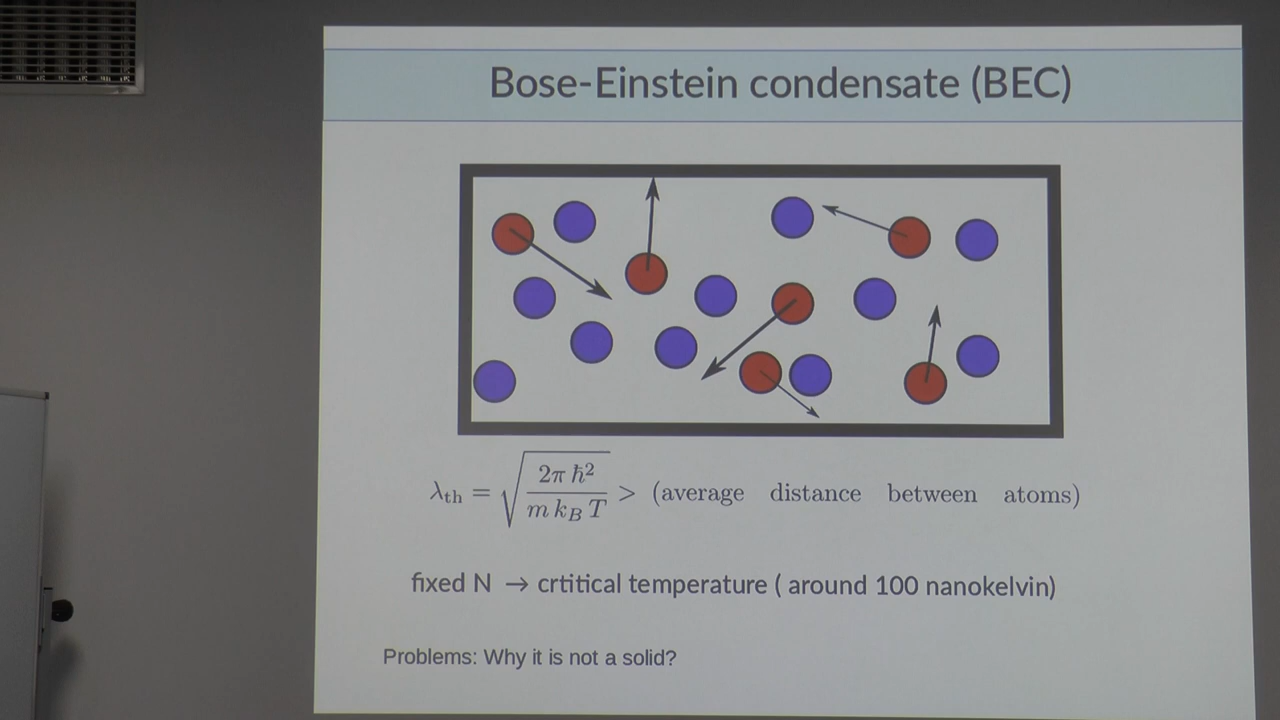 Bose-Einstein condensate (BEC)
λ_th = √(2π ħ² / m k_B T) > (average distance between atoms)
fixed N → crtitical temperature ( around 100 nanokelvin)
Problems: Why it is not a solid?